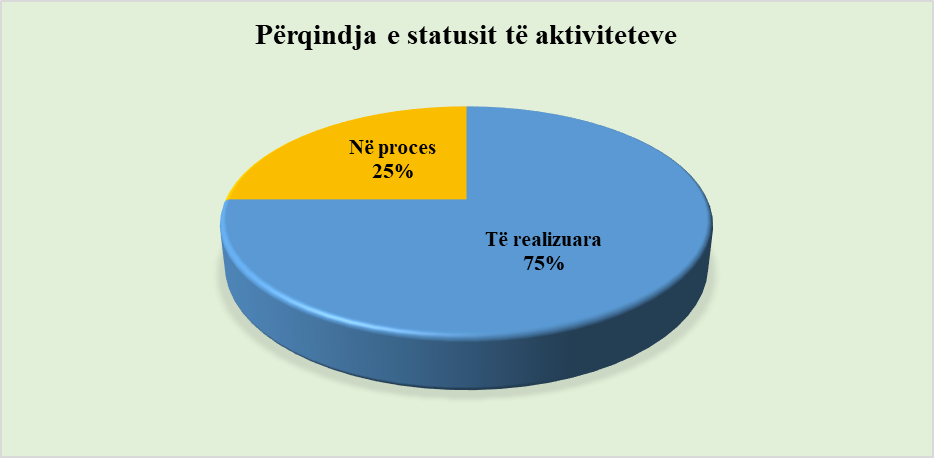 Përqindja e statusit të aktiviteteve
Në proces
25%
Të realizuara
75%